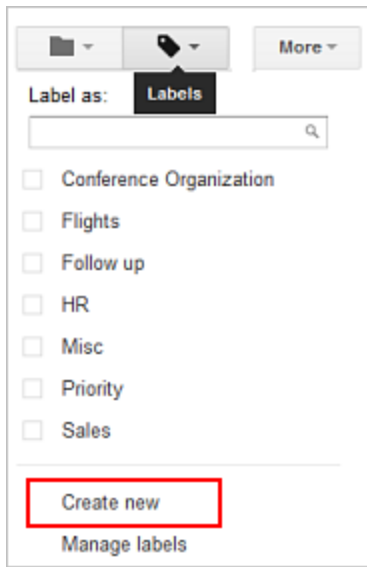 More
Label as:
Labels
Conference Organization
Flights
Follow up
HR
Misc
Priority
Sales
Create new
Manage labels